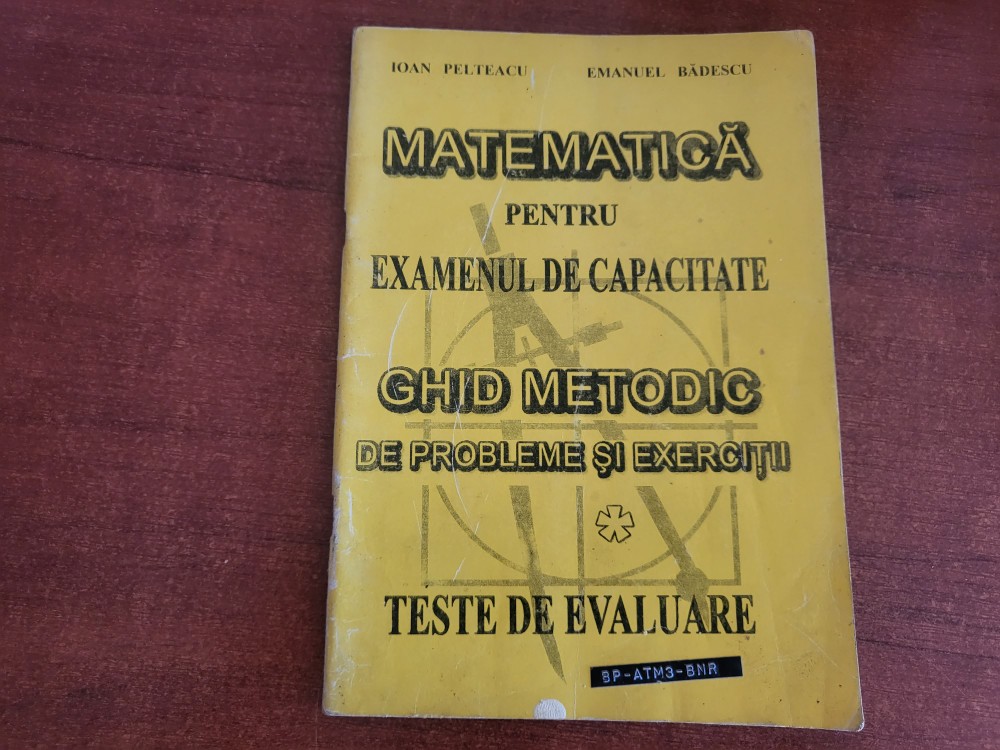 IOAN PELTEACU EMANUEL BĂDESCU
MATEMATICĂ
PENTRU
EXAMENUL DE CAPACITATE
GHID METODIC
DE PROBLEME ŞI EXERCIŢII
TESTE DE EVALUARE
BP-ATM3-BNR